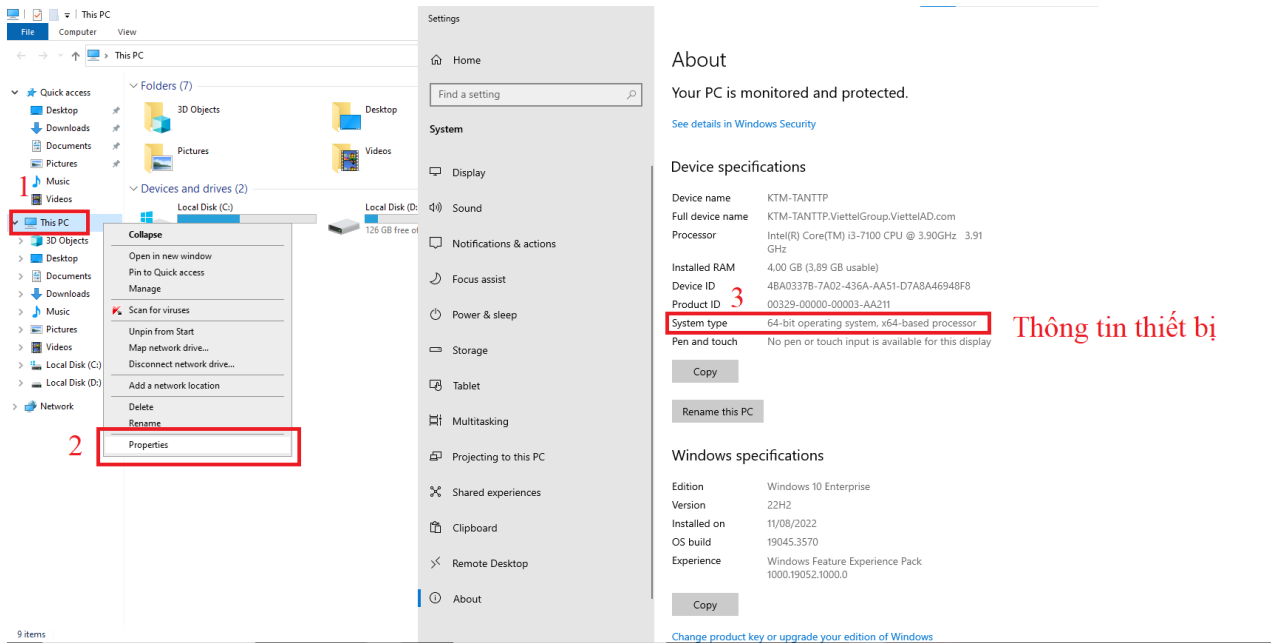 This PC
File
Computer
View
This PC
Quick access
Desktop
Downloads
Documents
Pictures
Music
Videos
1
This PC
3D Objects
Desktop
Documents
Downloads
Music
Pictures
Videos
Local Disk (C:)
Local Disk (D:)
Network
9 items
Folders (7)
3D Objects
Desktop
Pictures
Videos
Devices and drives (2)
Local Disk (C:)
Local Disk (D:
126 GB free of
Collapse
Open in new window
Pin to Quick access
Manage
Scan for viruses
Unpin from Start
Map network drive...
Disconnect network drive...
Add a network location
Delete
Rename
2
Properties
Settings
Home
Find a setting
System
Display
Sound
Notifications & actions
Focus assist
Power & sleep
Storage
Tablet
Multitasking
Projecting to this PC
Shared experiences
Clipboard
Remote Desktop
About
About
Your PC is monitored and protected.
See details in Windows Security
Device specifications
Device name KTM-TANTTP
Full device name KTM-TANTTP.ViettelGroup.ViettelAD.com
Processor Intel(R) Core(TM) i3-7100 CPU @ 3.90GHz 3.91
GHz
Installed RAM 4,00 GB (3,89 GB usable)
Device ID 4BA0337B-7A02-436A-AA51-D7A8A46948F8
Product ID 00329-00000-00003-AA211
3
System type 64-bit operating system, x64-based processor
Thông tin thiết bị
Pen and touch No pen or touch input is available for this display
Copy
Rename this PC
Windows specifications
Edition Windows 10 Enterprise
Version 22H2
Installed on 11/08/2022
OS build 19045.3570
Experience Windows Feature Experience Pack
1000.19052.1000.0
Copy
Change product key or upgrade your edition of Windows